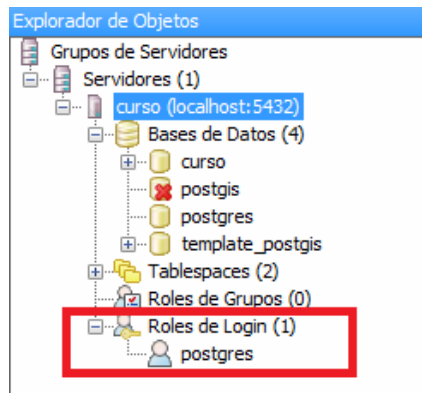 Explorador de Objetos
Grupos de Servidores
Servidores (1)
curso (localhost:5432)
Bases de Datos (4)
curso
postgis
postgres
template_postgis
Tablespaces (2)
Roles de Grupos (0)
Roles de Login (1)
postgres